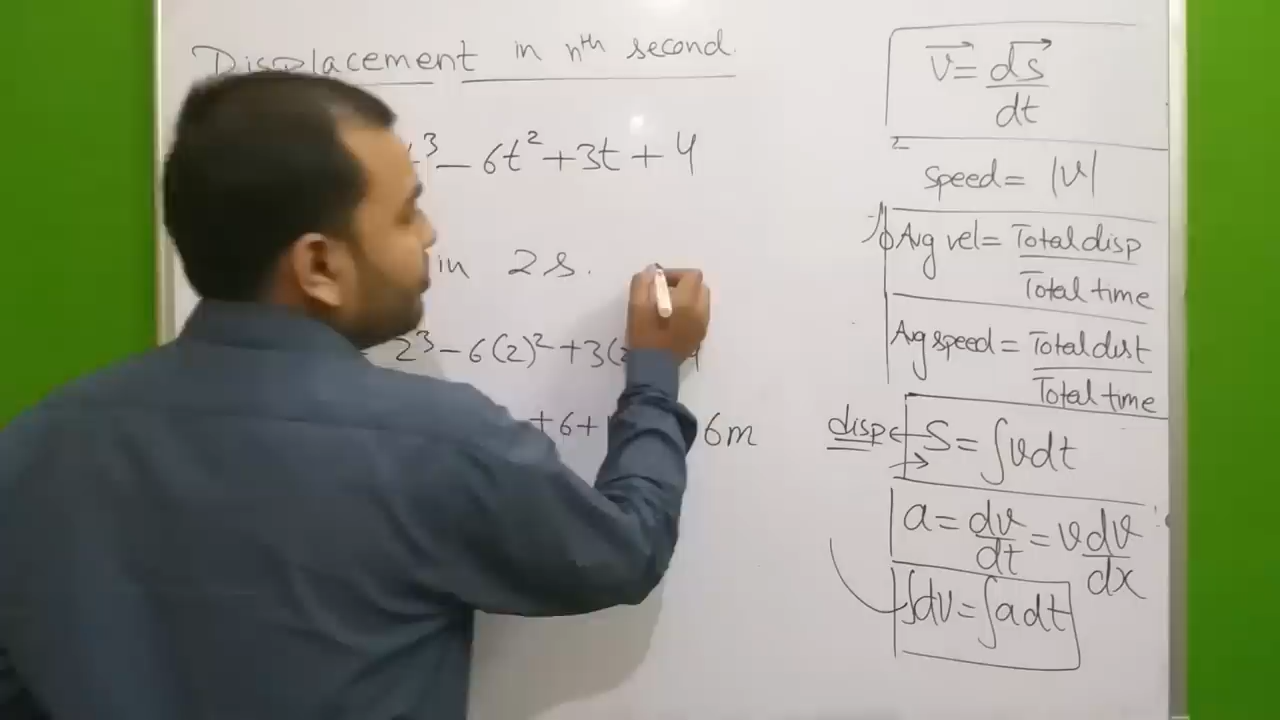 Displacement in nth second.
t³ - 6t² + 3t + 4
in 2s.
2³ - 6(2)² + 3(
+ 6 +
6m
v⃗ = ds⃗/dt
speed = |v|
Avg vel = Total disp/Total time
Avg speed = Total dist/Total time
disp ← S = ∫vdt
a = dv/dt = v dv/dx
∫dv = ∫adt